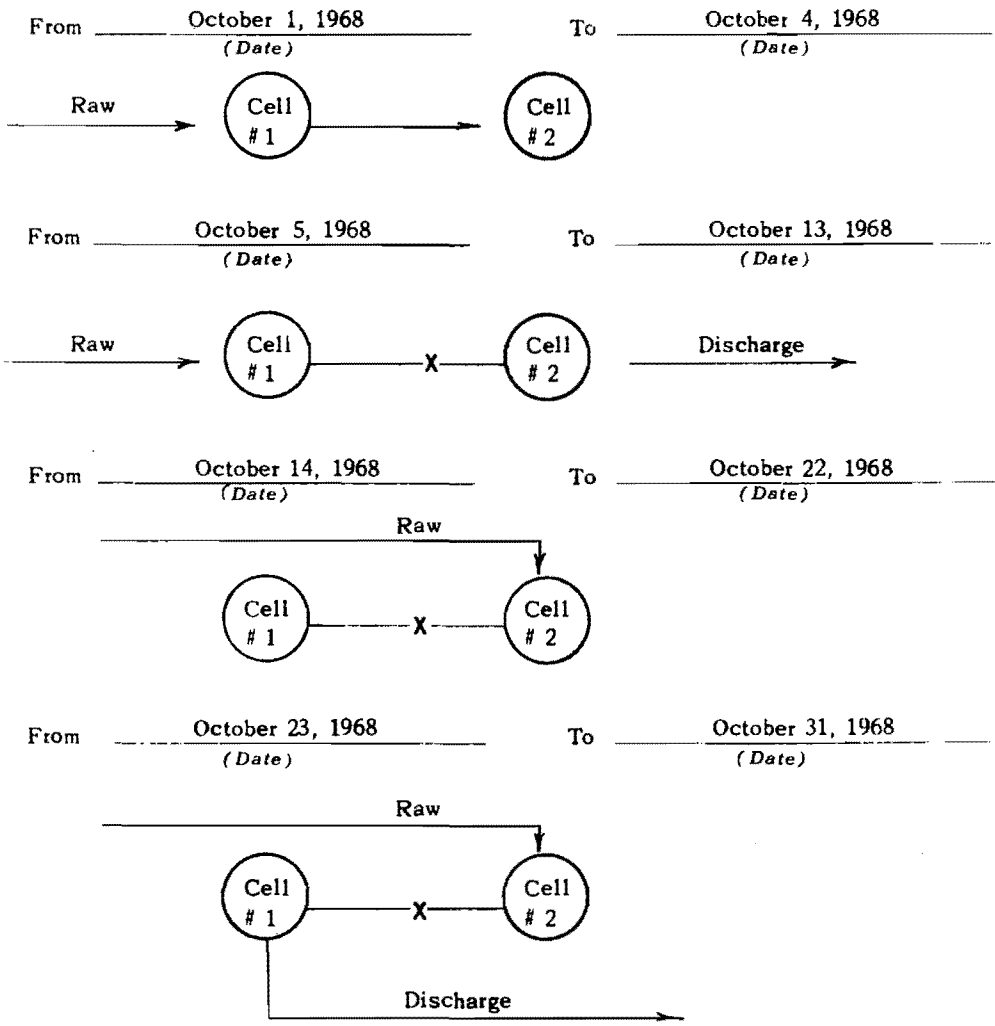 From October 1, 1968 To October 4, 1968
(Date) (Date)
Raw Cell Cell
# 1 # 2
From October 5, 1968 To October 13, 1968
(Date) (Date)
Raw Cell X Cell Discharge
# 1 # 2
From October 14, 1968 To October 22, 1968
(Date) (Date)
Raw
Cell X Cell
# 1 # 2
From October 23, 1968 To October 31, 1968
(Date) (Date)
Raw
Cell X Cell
# 1 # 2
Discharge